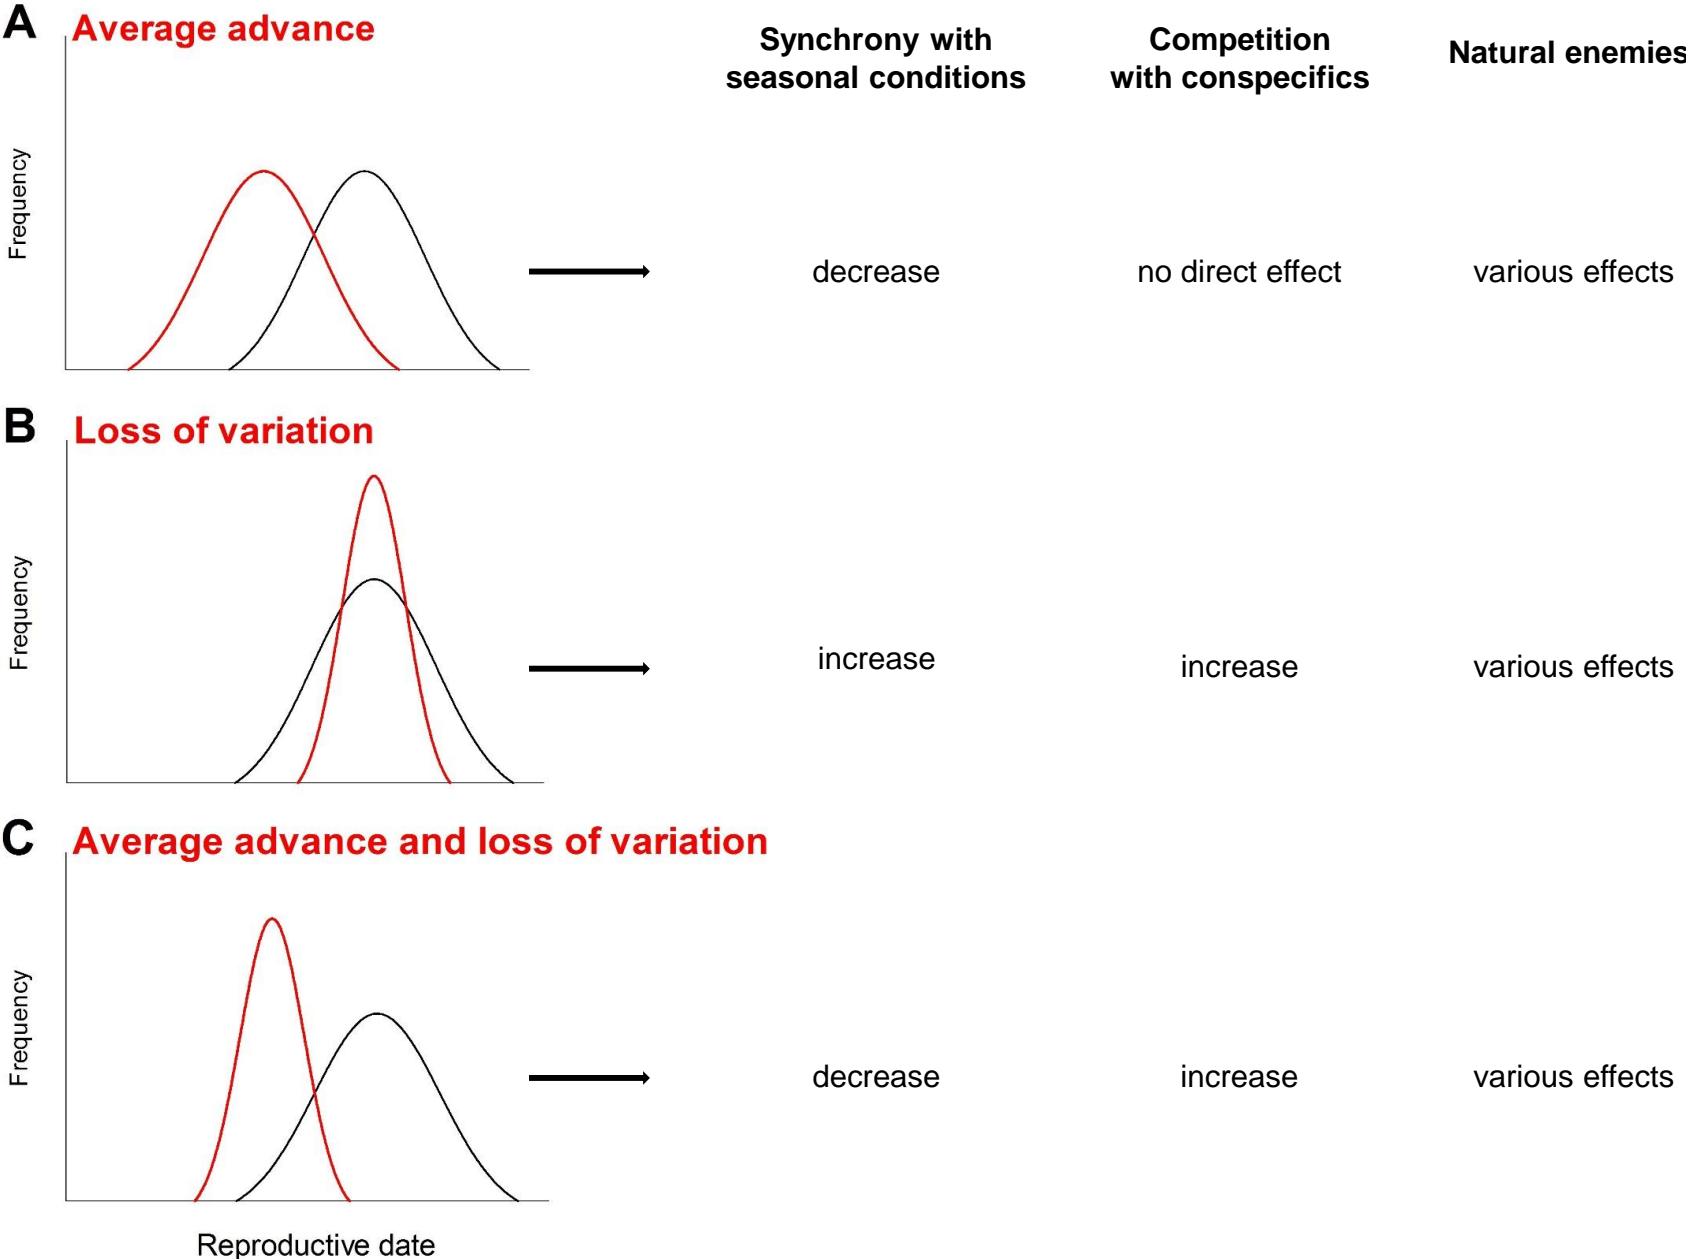 A Average advance
Synchrony with
seasonal conditions
Competition
with conspecifics
Natural enemies
Frequency
decrease
no direct effect
various effects
B Loss of variation
Frequency
increase
increase
various effects
C Average advance and loss of variation
Frequency
decrease
increase
various effects
Reproductive date